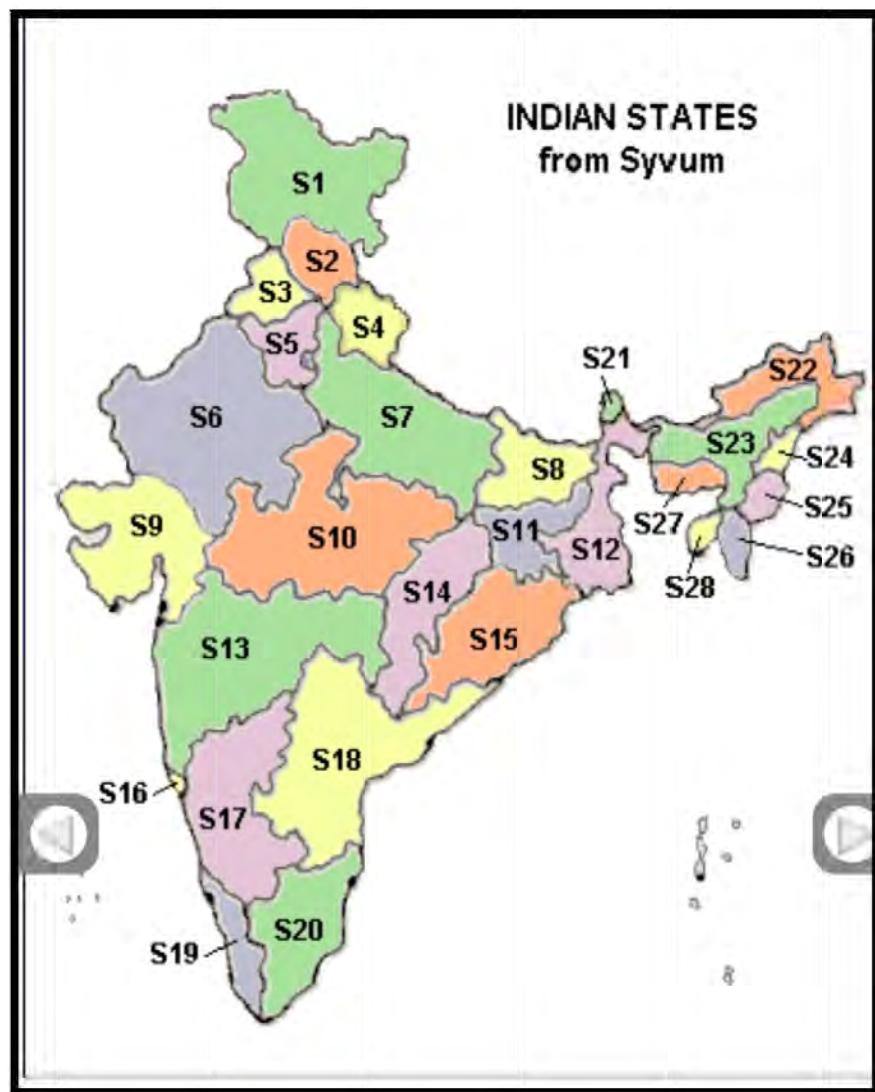 INDIAN STATES
from Syvum
S1
S2
S3
S4
S5
S21
S22
S6
S7
S23
S8
S24
S9
S25
S10
S11
S27
S12
S26
S14
S28
S13
S15
S18
S16
S17
S20
S19